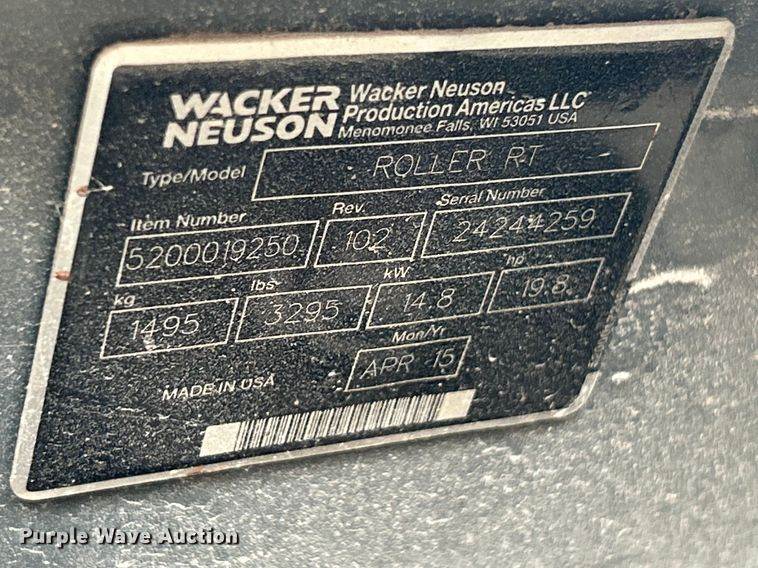 WACKER NEUSON
Wacker Neuson
Production Americas LLC
Menomonee Falls, WI 53051 USA
Type/Model ROLLER RT
Item Number Rev. Serial Number
5200019250 102 24244259
kg lbs kW hp
1495 3295 14.8 19.8
Mon/Yr
APR 15
MADE IN USA
Purple Wave Auction